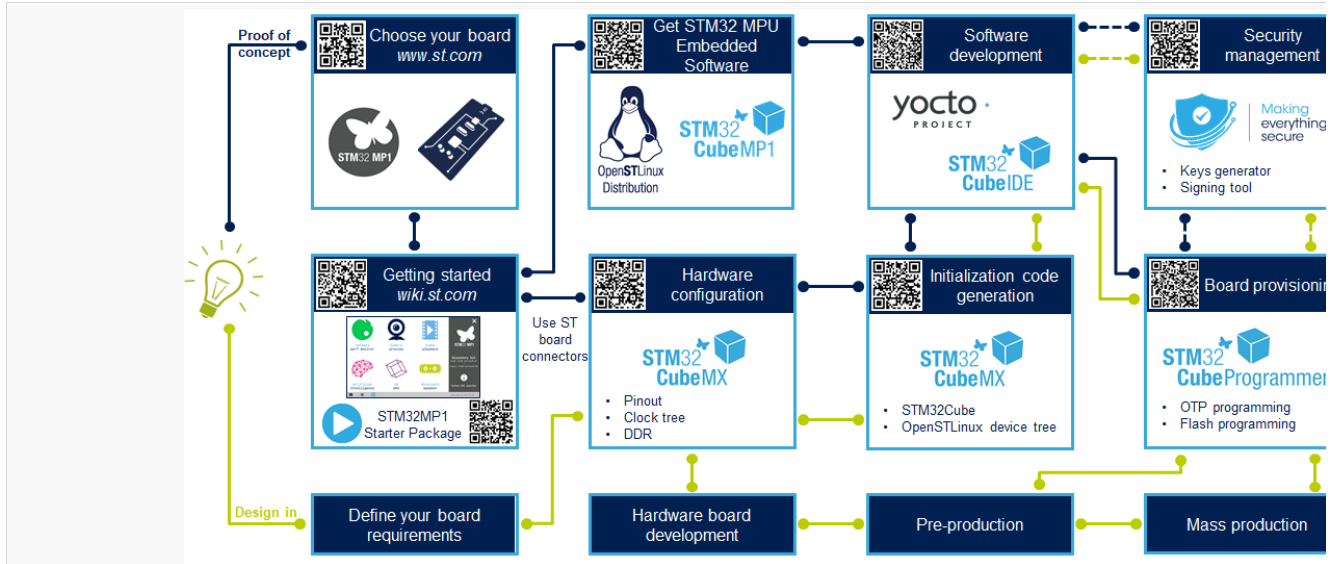 Proof of
concept
Choose your board
www.st.com
STM32 MP1
Get STM32 MPU
Embedded
Software
OpenSTLinux
Distribution
STM32
CubeMP1
Software
development
yocto
PROJECT
STM32
CubeIDE
Security
management
Making
everything
secure
• Keys generator
• Signing tool
Getting started
wiki.st.com
STM32 MP1
STM32MP1
Starter Package
Use ST
board
connectors
Hardware
configuration
STM32
CubeMX
• Pinout
• Clock tree
• DDR
Initialization code
generation
STM32
CubeMX
• STM32Cube
• OpenSTLinux device tree
Board provisionin
STM32
CubeProgrammer
• OTP programming
• Flash programming
Design in
Define your board
requirements
Hardware board
development
Pre-production
Mass production